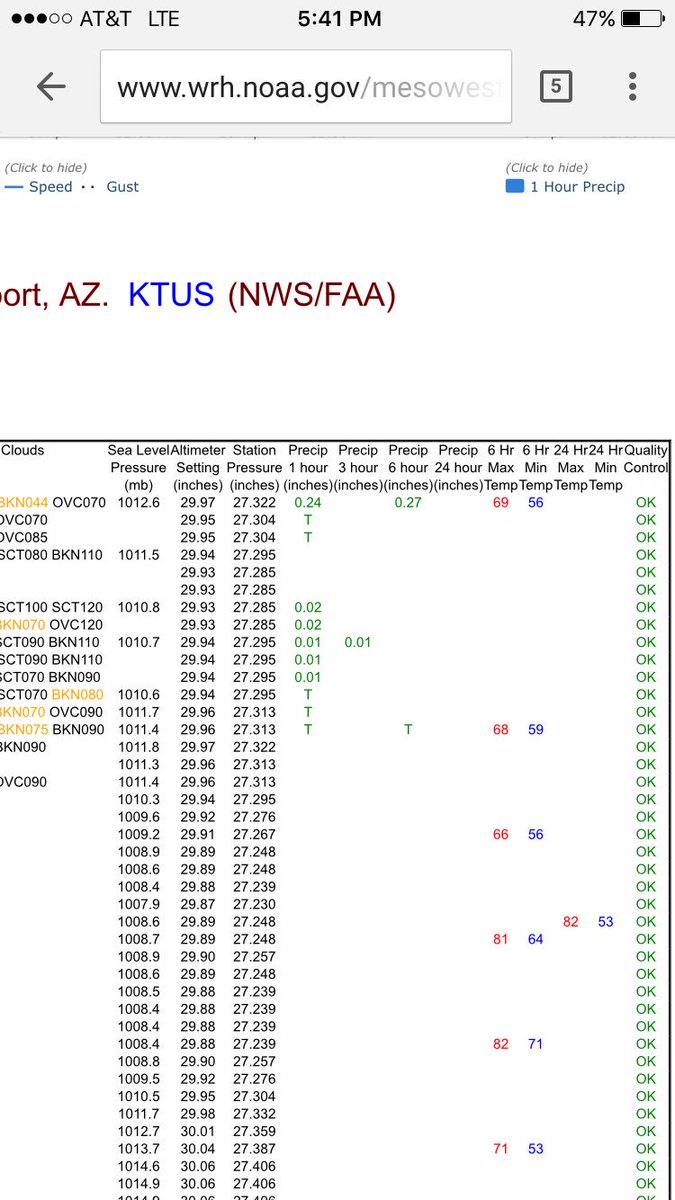 AT&T LTE 5:41 PM 47%
www.wrh.noaa.gov/mesowest 5
(Click to hide) (Click to hide)
Speed Gust 1 Hour Precip
ort, AZ. KTUS (NWS/FAA)
Clouds Sea Level Altimeter Station Precip Precip Precip Precip 6 Hr 6 Hr 24 Hr 24 Hr Quality
Pressure Setting Pressure 1 hour 3 hour 6 hour 24 hour Max Min Max Min Control
(mb) (inches) (inches) (inches) (inches) (inches) (inches) Temp Temp Temp Temp
BKN044 OVC070 1012.6 29.97 27.322 0.24 0.27 69 56 OK
OVC070 29.95 27.304 T OK
OVC085 29.95 27.304 T OK
SCT080 BKN110 1011.5 29.94 27.295 OK
29.93 27.285 OK
29.93 27.285 OK
SCT100 SCT120 1010.8 29.93 27.285 0.02 OK
BKN070 OVC120 29.93 27.285 0.02 OK
SCT090 BKN110 1010.7 29.94 27.295 0.01 0.01 OK
SCT090 BKN110 29.94 27.295 0.01 OK
SCT070 BKN090 29.94 27.295 0.01 OK
SCT070 BKN080 1010.6 29.94 27.295 T OK
BKN070 OVC090 1011.7 29.96 27.313 T OK
BKN075 BKN090 1011.4 29.96 27.313 T T 68 59 OK
BKN090 1011.8 29.97 27.322 OK
1011.3 29.96 27.313 OK
OVC090 1011.4 29.96 27.313 OK
1010.3 29.94 27.295 OK
1009.6 29.92 27.276 OK
1009.2 29.91 27.267 66 56 OK
1008.9 29.89 27.248 OK
1008.6 29.89 27.248 OK
1008.4 29.88 27.239 OK
1007.9 29.87 27.230 OK
1008.6 29.89 27.248 82 53 OK
1008.7 29.89 27.248 81 64 OK
1008.9 29.90 27.257 OK
1008.6 29.89 27.248 OK
1008.5 29.88 27.239 OK
1008.4 29.88 27.239 OK
1008.4 29.88 27.239 OK
1008.4 29.88 27.239 82 71 OK
1008.8 29.90 27.257 OK
1009.5 29.92 27.276 OK
1010.5 29.95 27.304 OK
1011.7 29.98 27.332 OK
1012.7 30.01 27.359 OK
1013.7 30.04 27.387 71 53 OK
1014.6 30.06 27.406 OK
1014.9 30.06 27.406 OK